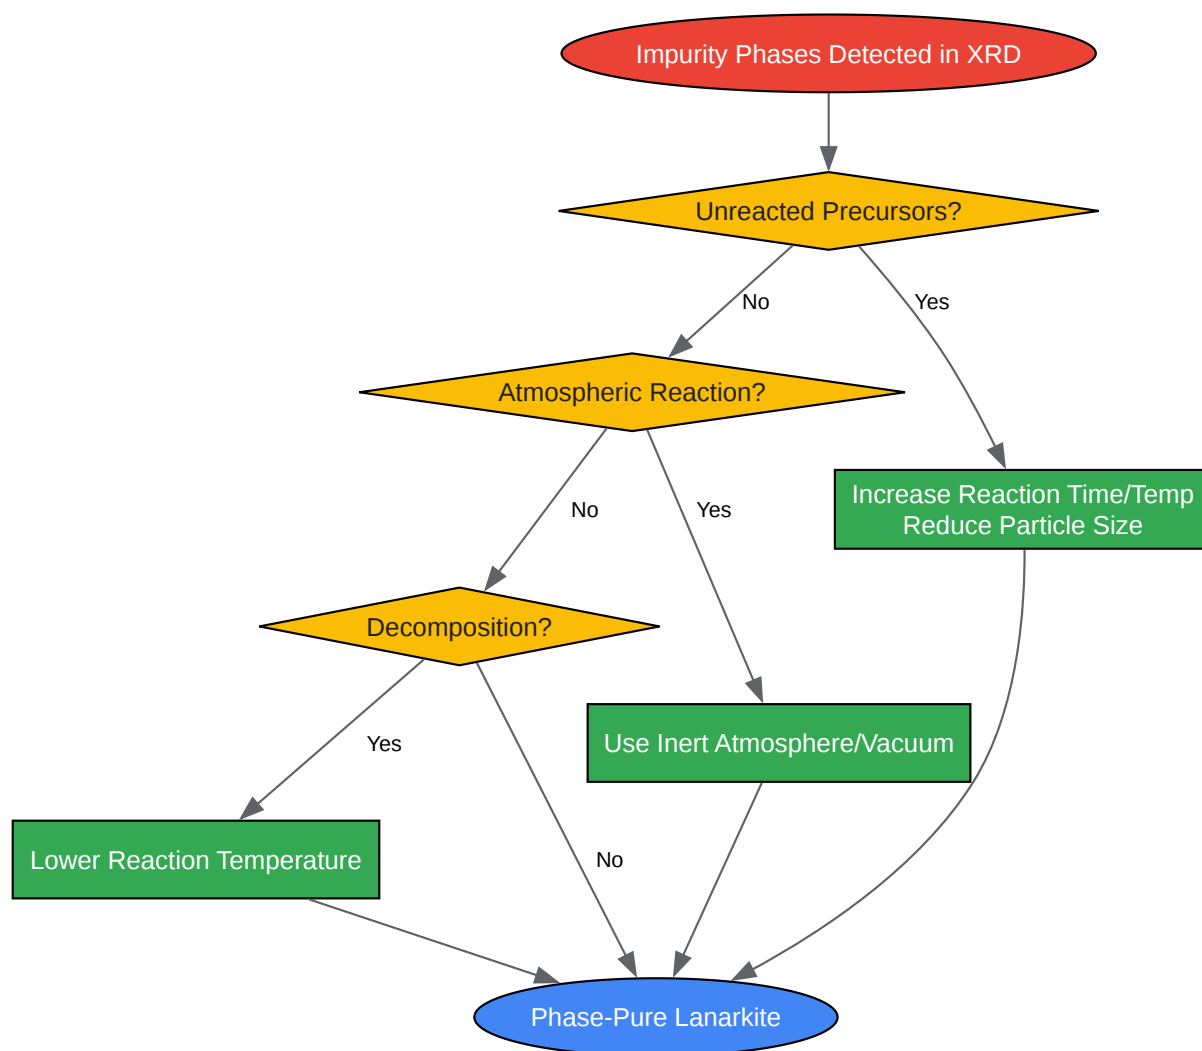 Impurity Phases Detected in XRD
Unreacted Precursors?
No
Yes
Atmospheric Reaction?
Increase Reaction Time/Temp
Reduce Particle Size
No
Yes
Decomposition?
Use Inert Atmosphere/Vacuum
Yes
No
Lower Reaction Temperature
Phase-Pure Lanarkite